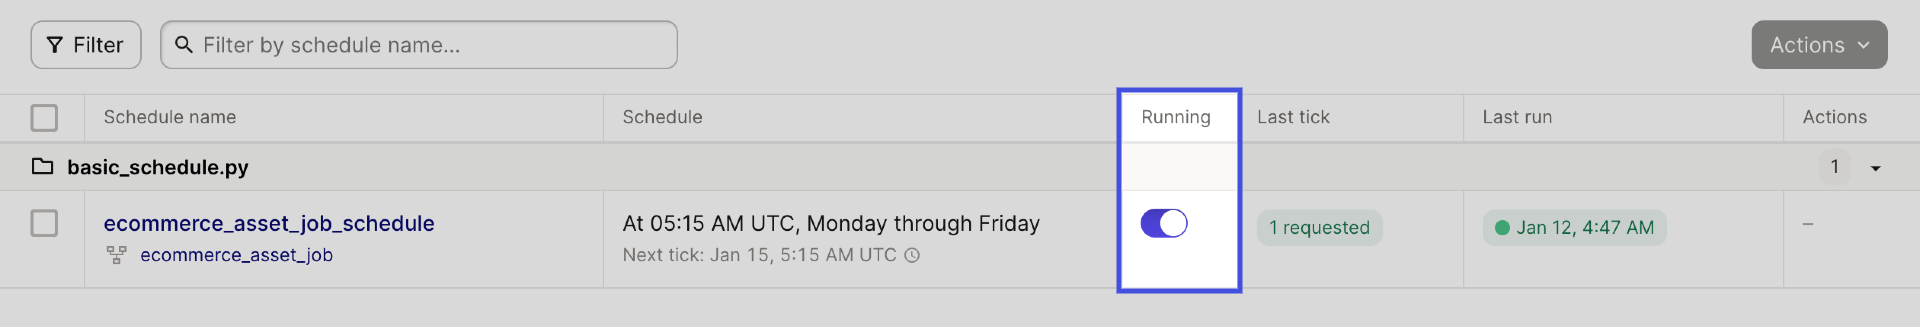 Filter
Filter by schedule name...
Actions
Schedule name
Schedule
Running
Last tick
Last run
Actions
basic_schedule.py
1
ecommerce_asset_job_schedule
At 05:15 AM UTC, Monday through Friday
1 requested
Jan 12, 4:47 AM
–
ecommerce_asset_job
Next tick: Jan 15, 5:15 AM UTC